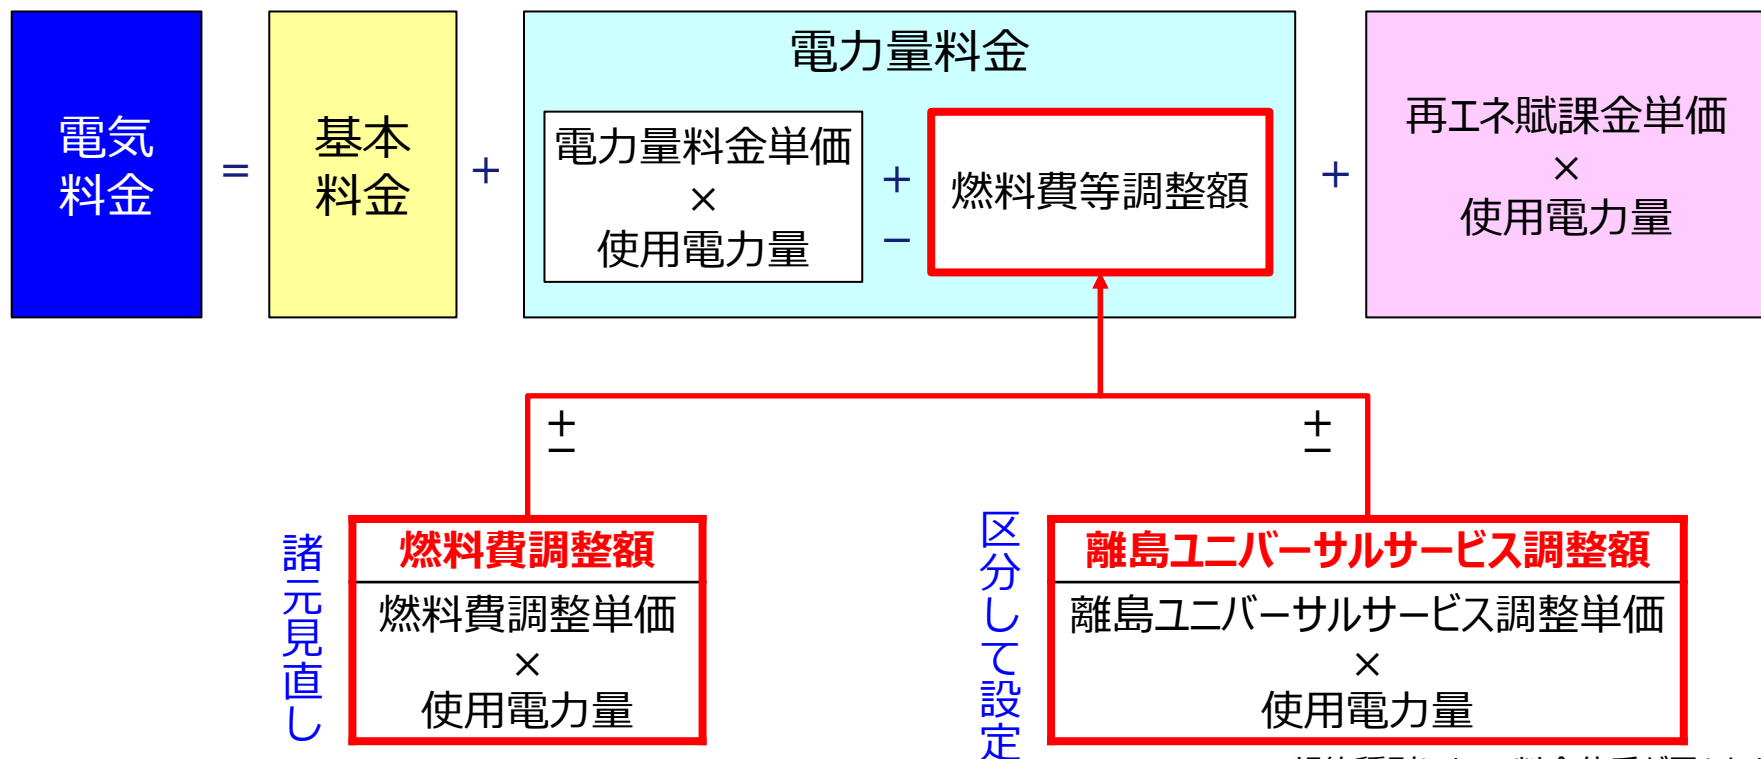 電気
料金
=
基本
料金
+
電力量料金
電力量料金単価
×
使用電力量
+
−
燃料費等調整額
+
再エネ賦課金単価
×
使用電力量
+
−
+
−
諸元見直し
燃料費調整額
燃料費調整単価
×
使用電力量
区分して設定
離島ユニバーサルサービス調整額
離島ユニバーサルサービス調整単価
×
使用電力量